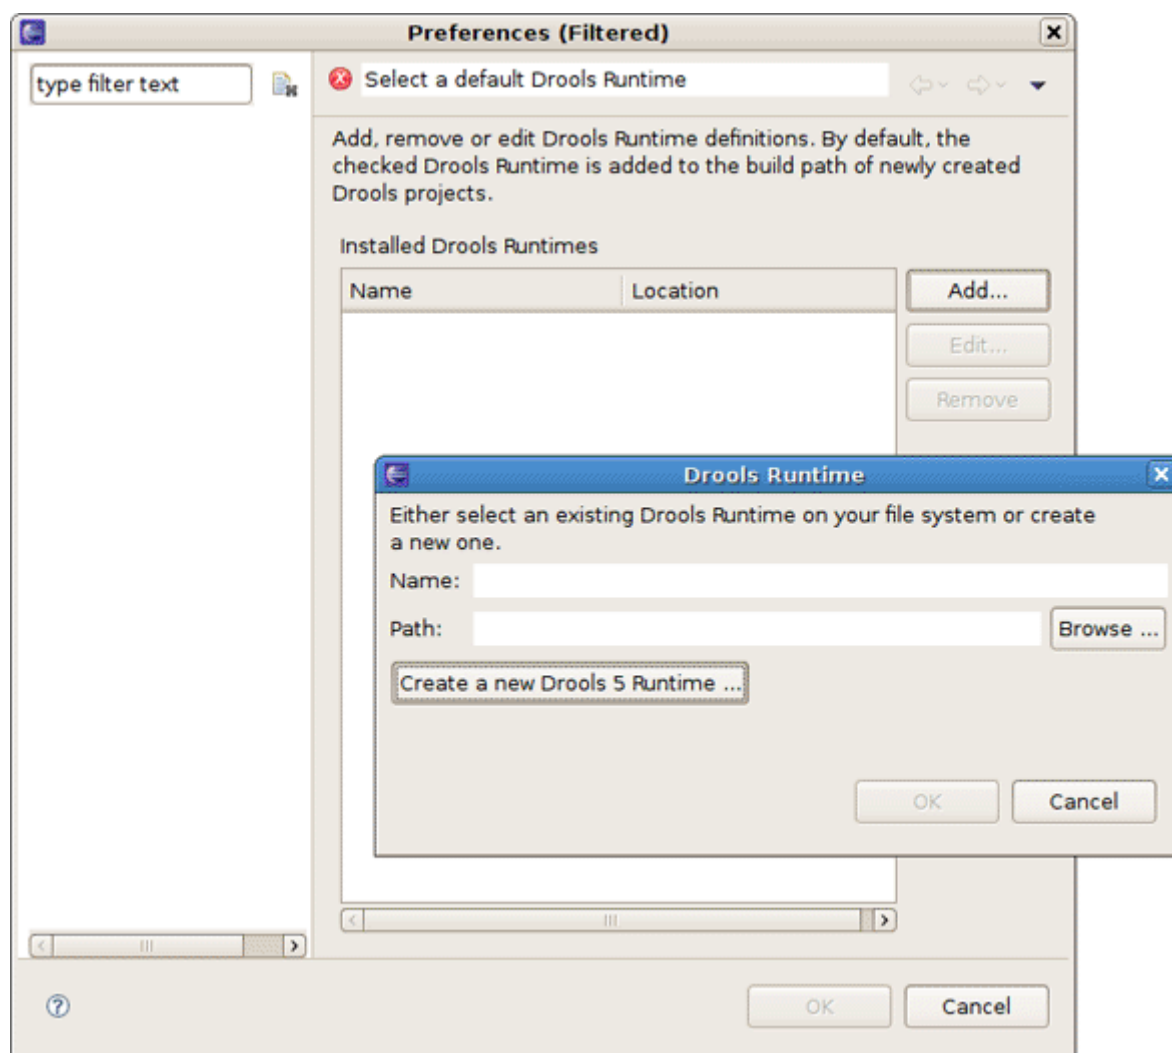 Preferences (Filtered)
type filter text
Select a default Drools Runtime
Add, remove or edit Drools Runtime definitions. By default, the
checked Drools Runtime is added to the build path of newly created
Drools projects.
Installed Drools Runtimes
Name Location
Add...
Edit...
Remove
Drools Runtime
Either select an existing Drools Runtime on your file system or create
a new one.
Name:
Path:
Browse ...
Create a new Drools 5 Runtime ...
OK Cancel
OK Cancel